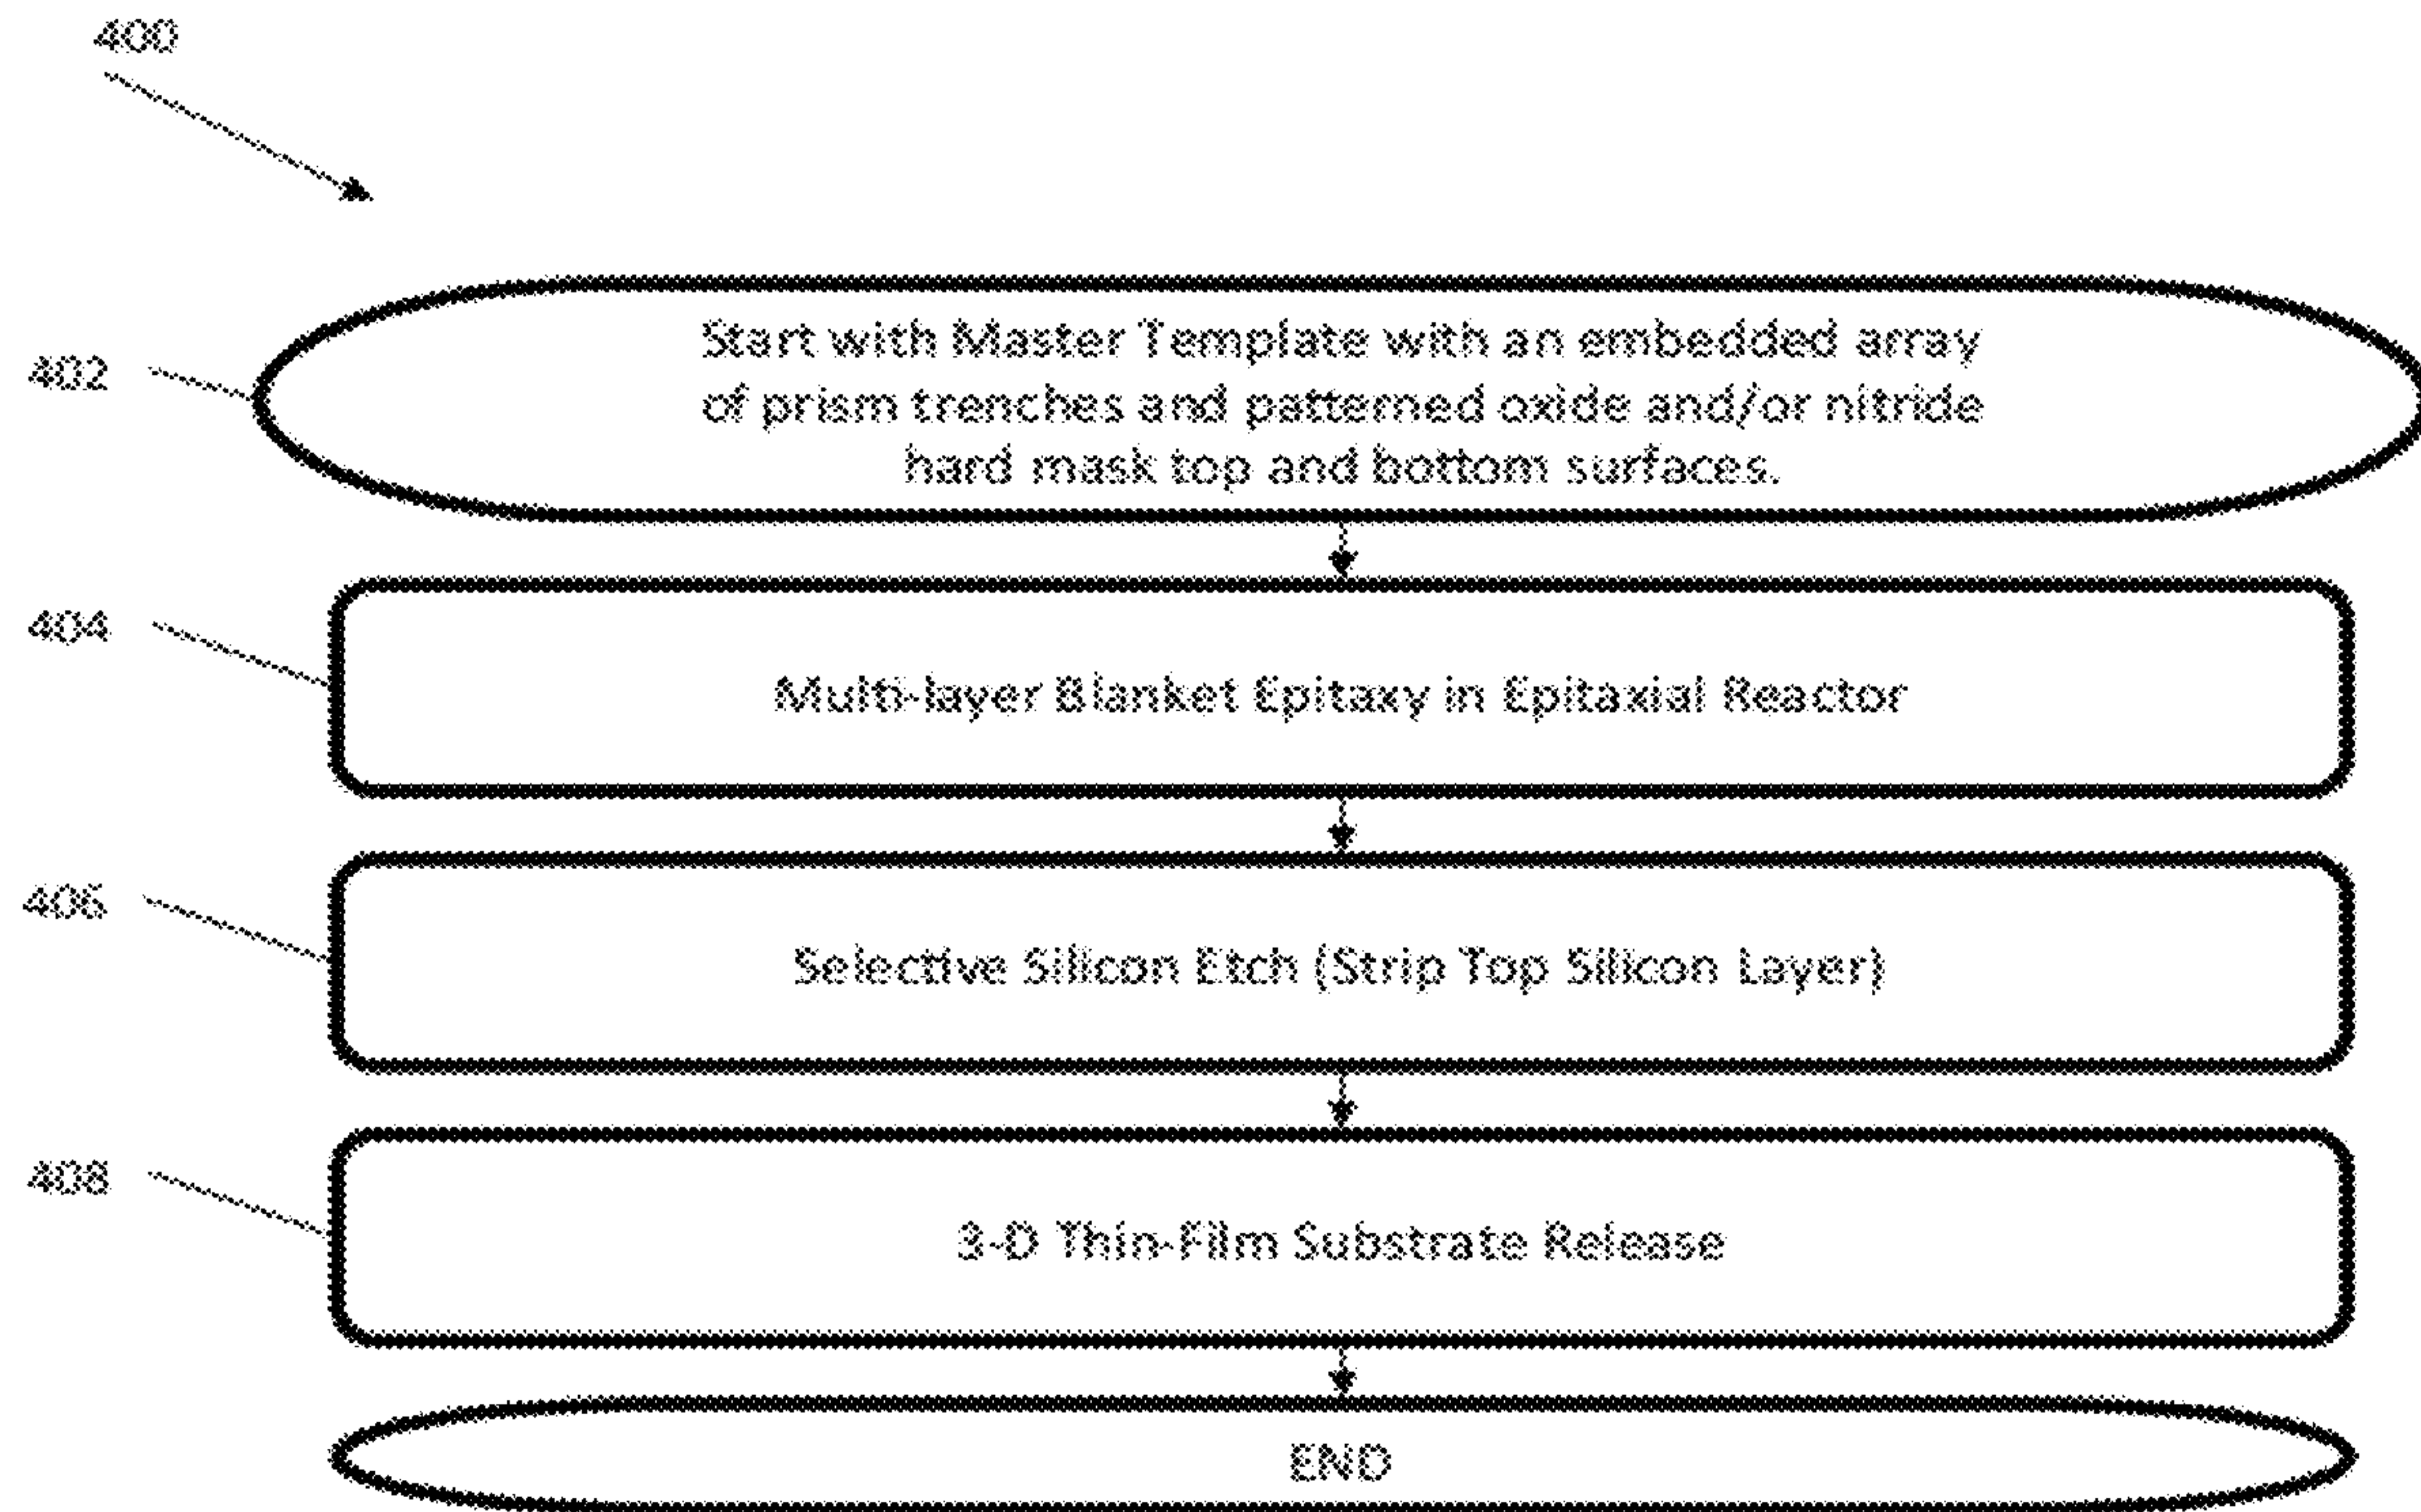 400
402
Start with Master Template with an embedded array
of prism trenches and patterned oxide and/or nitride
hard mask top and bottom surfaces.
404
Multi-layer Blanket Epitaxy in Epitaxial Reactor
406
Selective Silicon Etch (Strip Top Silicon Layer)
408
3-D Thin-Film Substrate Release
END